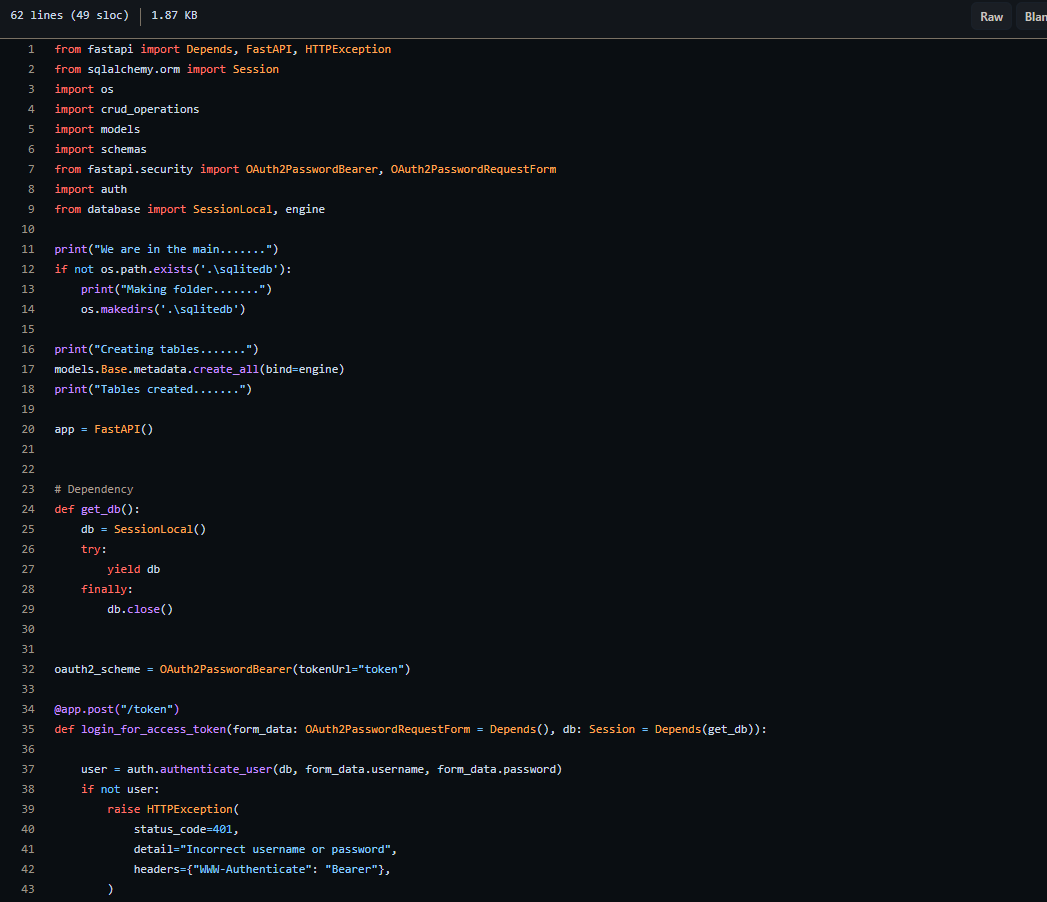 62 lines (49 sloc) 1.87 KB Raw Blan
1 from fastapi import Depends, FastAPI, HTTPException
2 from sqlalchemy.orm import Session
3 import os
4 import crud_operations
5 import models
6 import schemas
7 from fastapi.security import OAuth2PasswordBearer, OAuth2PasswordRequestForm
8 import auth
9 from database import SessionLocal, engine
10
11 print("We are in the main.......")
12 if not os.path.exists('.\sqlitedb'):
13     print("Making folder.......")
14     os.makedirs('.\sqlitedb')
15
16 print("Creating tables.......")
17 models.Base.metadata.create_all(bind=engine)
18 print("Tables created.......")
19
20 app = FastAPI()
21
22
23 # Dependency
24 def get_db():
25     db = SessionLocal()
26     try:
27         yield db
28     finally:
29         db.close()
30
31
32 oauth2_scheme = OAuth2PasswordBearer(tokenUrl="token")
33
34 @app.post("/token")
35 def login_for_access_token(form_data: OAuth2PasswordRequestForm = Depends(), db: Session = Depends(get_db)):
36
37     user = auth.authenticate_user(db, form_data.username, form_data.password)
38     if not user:
39         raise HTTPException(
40             status_code=401,
41             detail="Incorrect username or password",
42             headers={"WWW-Authenticate": "Bearer"},
43         )